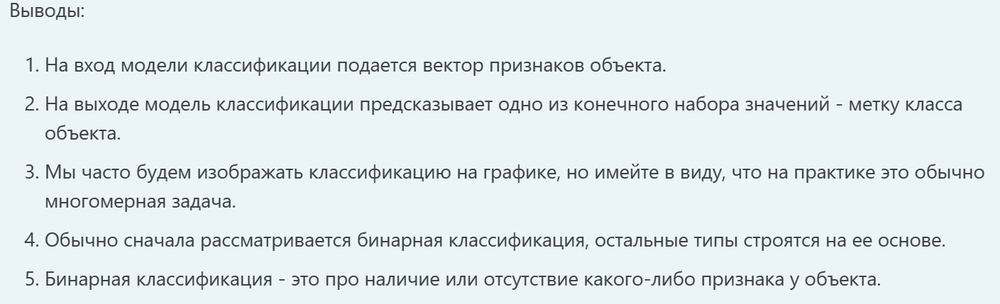 Выводы:
1. На вход модели классификации подается вектор признаков объекта.
2. На выходе модель классификации предсказывает одно из конечного набора значений - метку класса
объекта.
3. Мы часто будем изображать классификацию на графике, но имейте в виду, что на практике это обычно
многомерная задача.
4. Обычно сначала рассматривается бинарная классификация, остальные типы строятся на ее основе.
5. Бинарная классификация - это про наличие или отсутствие какого-либо признака у объекта.